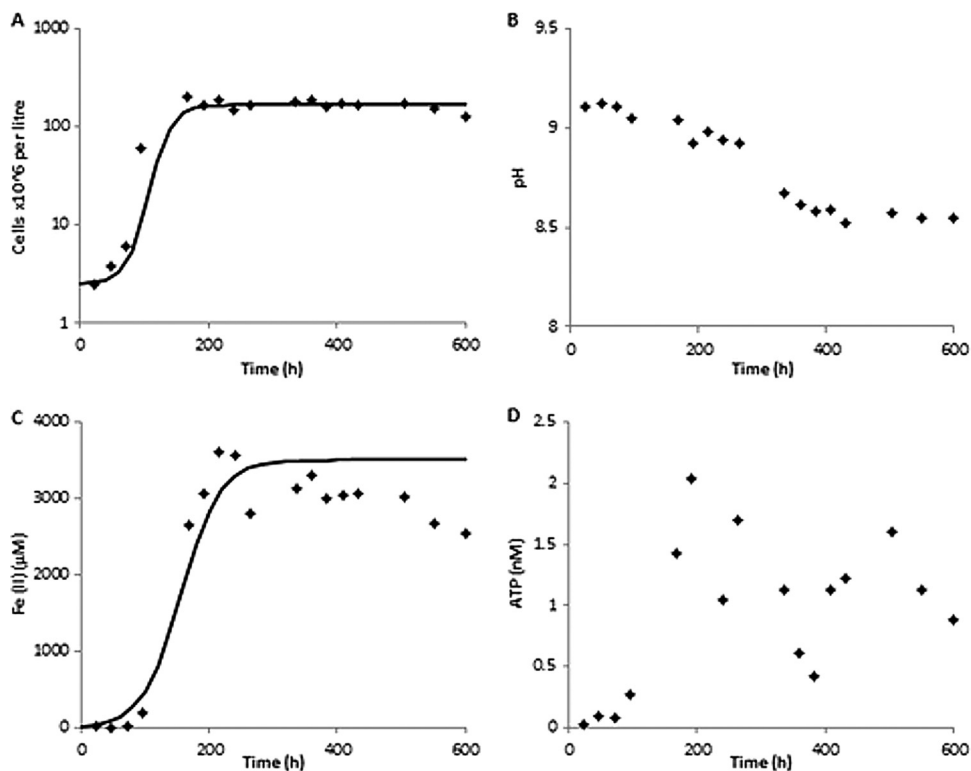 A
1000
100
10
1
Cells x10^6 per litre
0 200 400 600
Time (h)
B
9.5
9
8.5
8
pH
0 200 400 600
Time (h)
C
4000
3000
2000
1000
0
Fe (II) (µM)
0 200 400 600
Time (h)
D
2.5
2
1.5
1
0.5
0
ATP (nM)
0 200 400 600
Time (h)